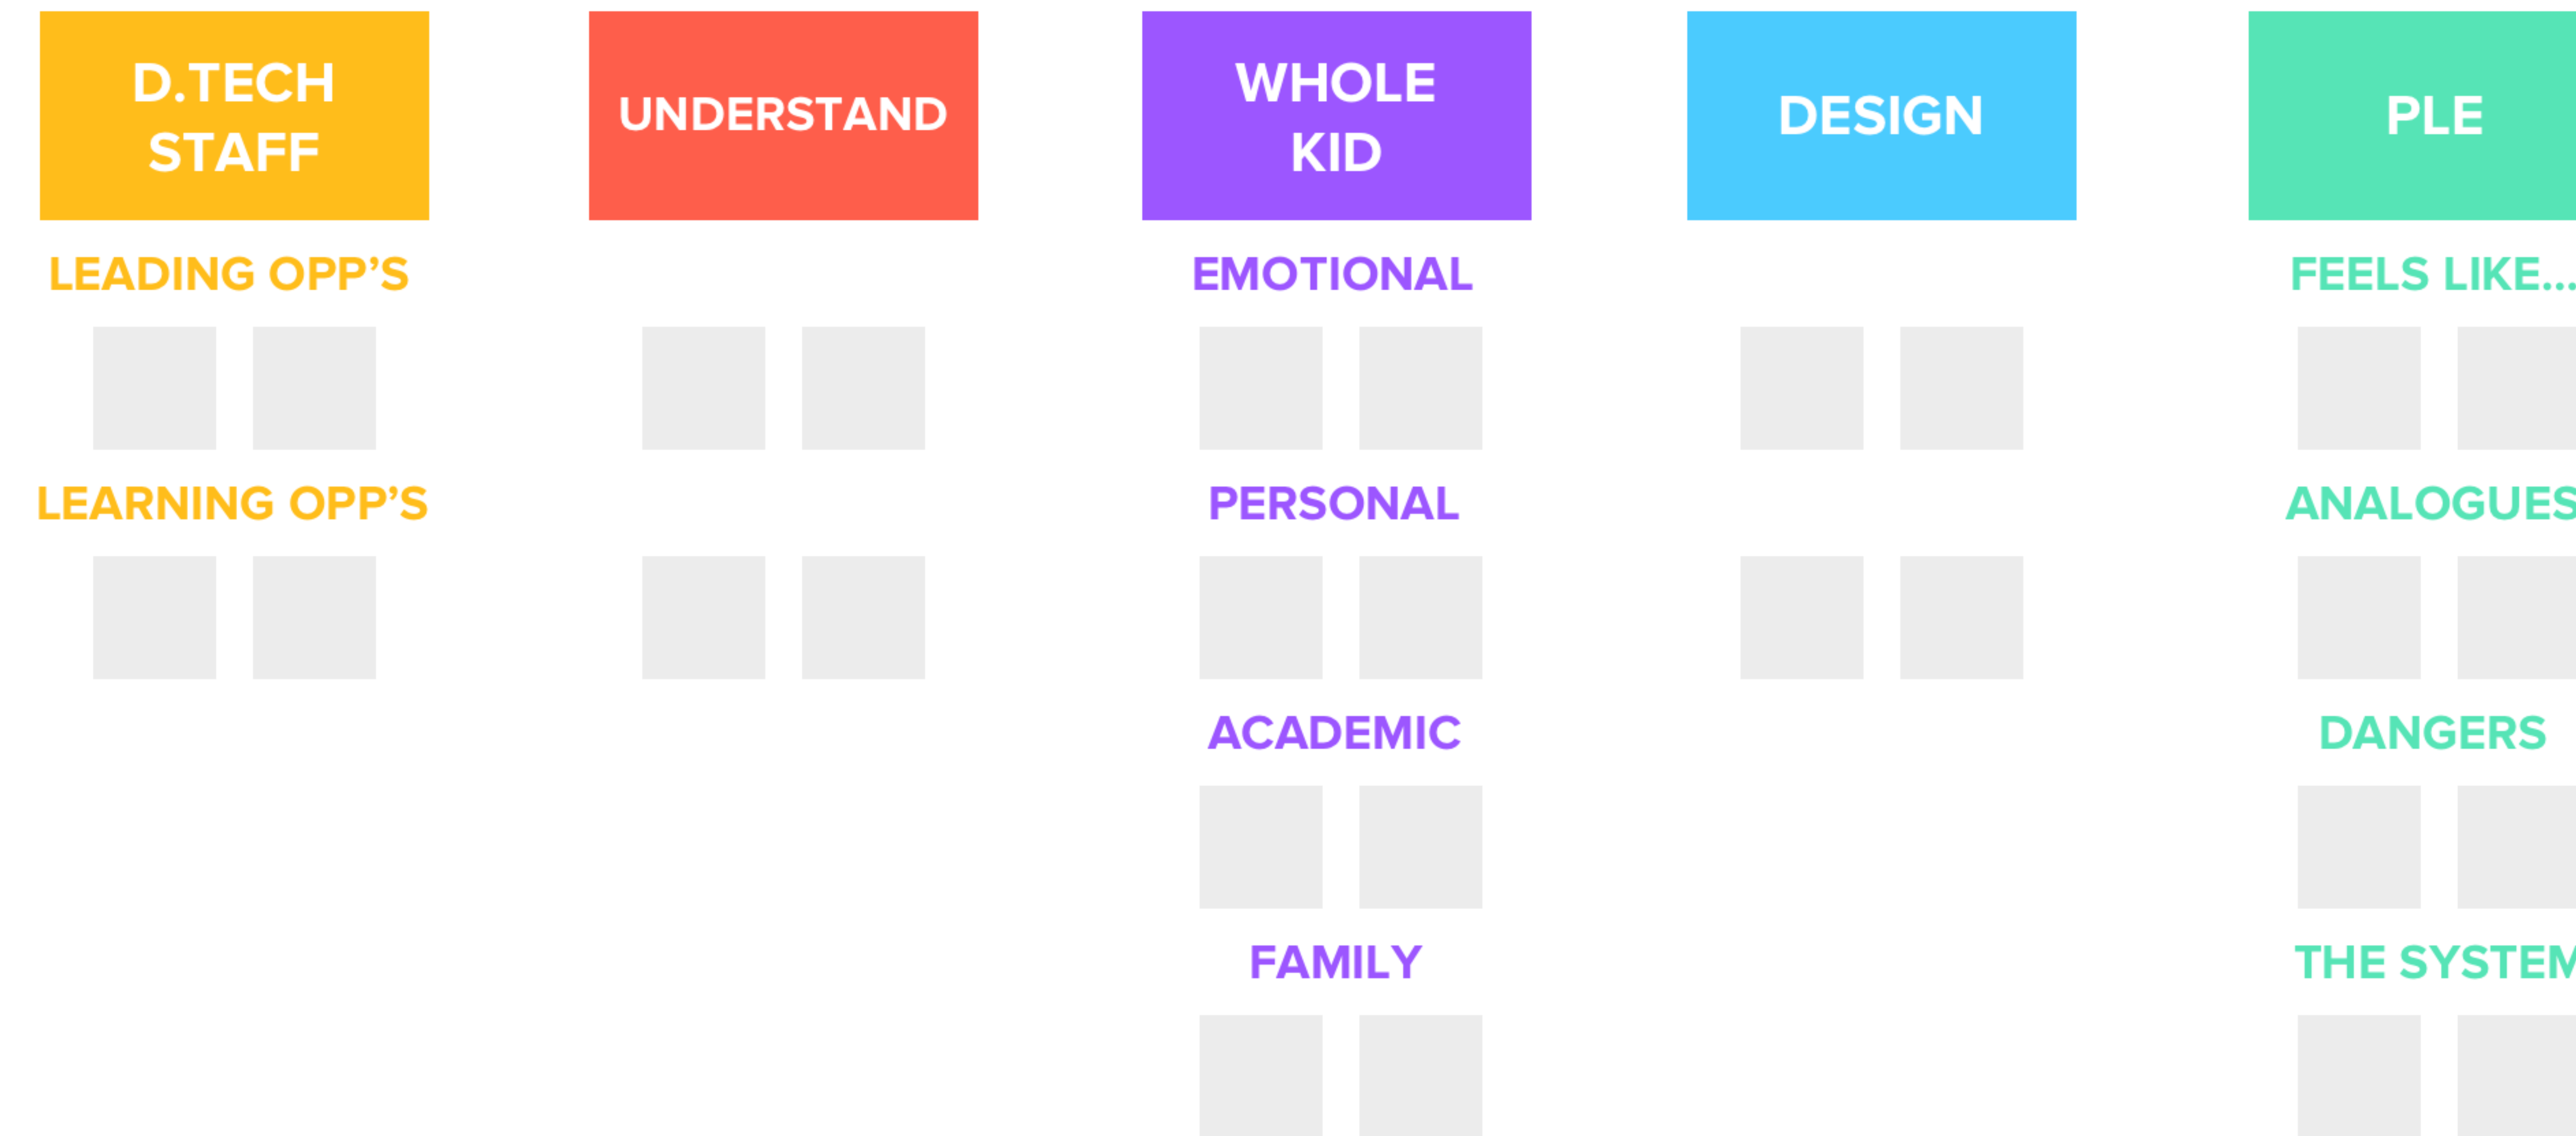 D.TECH
STAFF
UNDERSTAND
WHOLE
KID
DESIGN
PLE
LEADING OPP’S
EMOTIONAL
FEELS LIKE...
LEARNING OPP’S
PERSONAL
ANALOGUES
ACADEMIC
DANGERS
FAMILY
THE SYSTEM